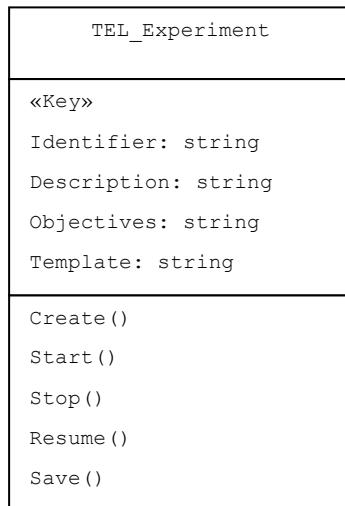 TEL_Experiment
«Key»
Identifier: string
Description: string
Objectives: string
Template: string
Create()
Start()
Stop()
Resume()
Save()